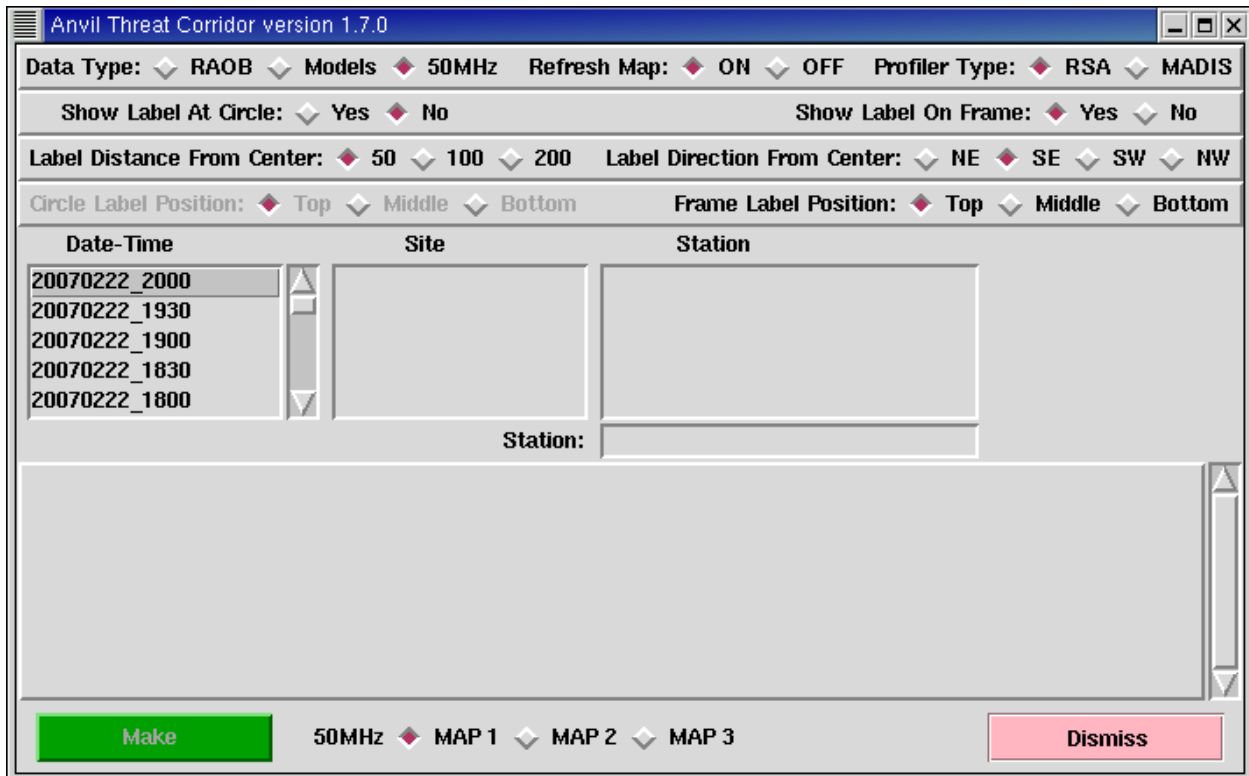 Anvil Threat Corridor version 1.7.0
Data Type: RAOB Models 50MHz Refresh Map: ON OFF Profiler Type: RSA MADIS
Show Label At Circle: Yes No Show Label On Frame: Yes No
Label Distance From Center: 50 100 200 Label Direction From Center: NE SE SW NW
Circle Label Position: Top Middle Bottom Frame Label Position: Top Middle Bottom
Date-Time Site Station
20070222_2000
20070222_1930
20070222_1900
20070222_1830
20070222_1800
Station:
Make 50MHz MAP 1 MAP 2 MAP 3 Dismiss